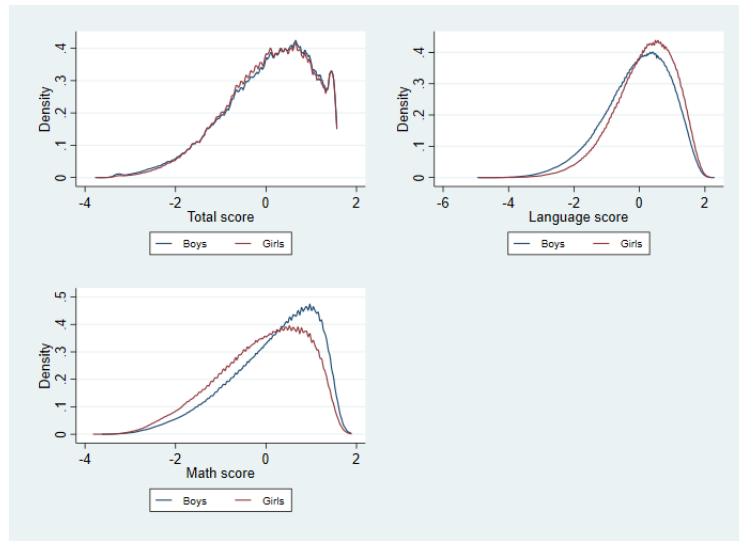 Density
.4
.3
.2
.1
0
-4 -2 0 2
Total score
Boys Girls
Density
.4
.3
.2
.1
0
-6 -4 -2 0 2
Language score
Boys Girls
Density
.5
.4
.3
.2
.1
0
-4 -2 0 2
Math score
Boys Girls